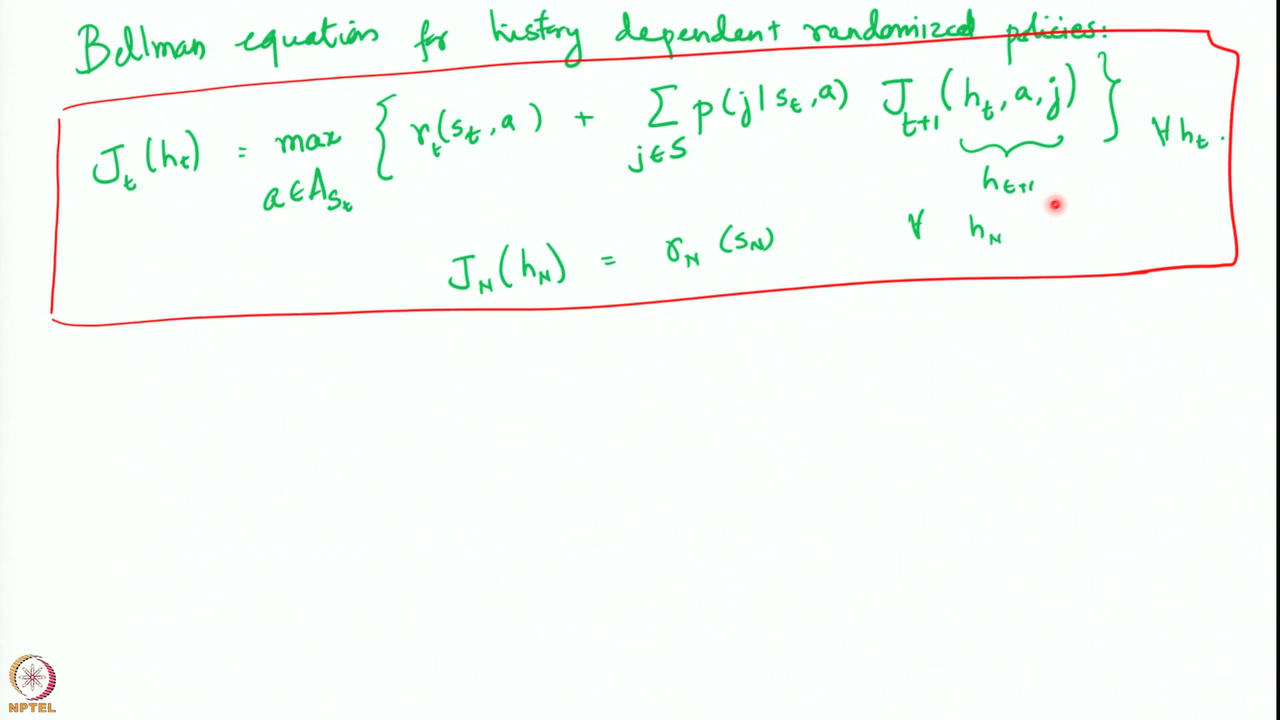 Bellman equation for history dependent randomized policies:
J_t(h_t) = max_{a∈A_{S_t}} { r_t(s_t, a) + Σ_{j∈S} p(j|s_t, a) J_{t+1}(h_t, a, j) } ∀h_t.
h_{t+1}
J_N(h_N) = r_N(s_N) ∀ h_N
NPTEL